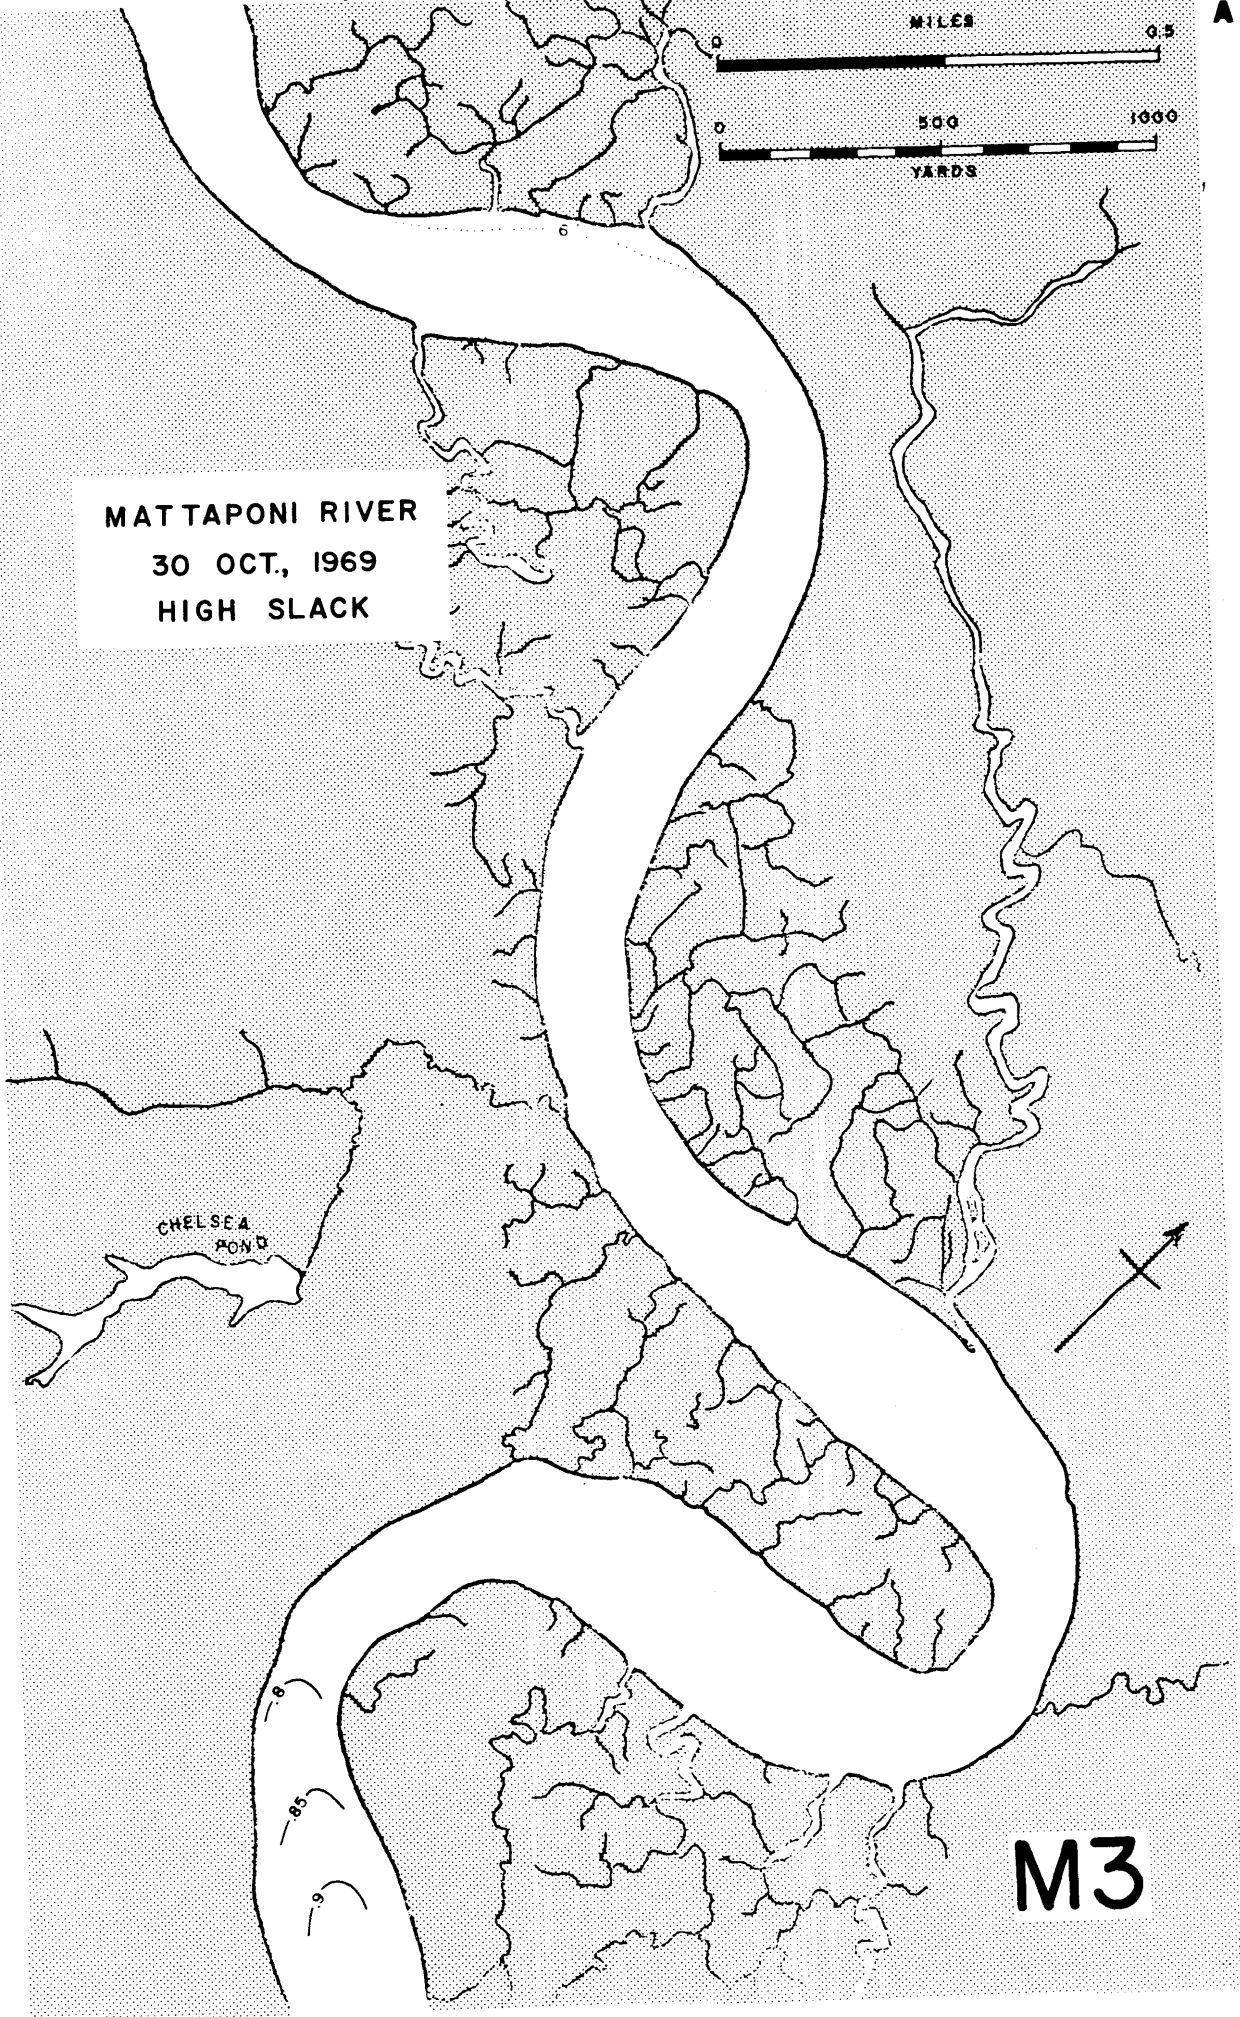 A
MILES
0 0.5
0 500 1000
YARDS
6
MATTAPONI RIVER
30 OCT., 1969
HIGH SLACK
CHELSEA
POND
.8
.85
.9
M3